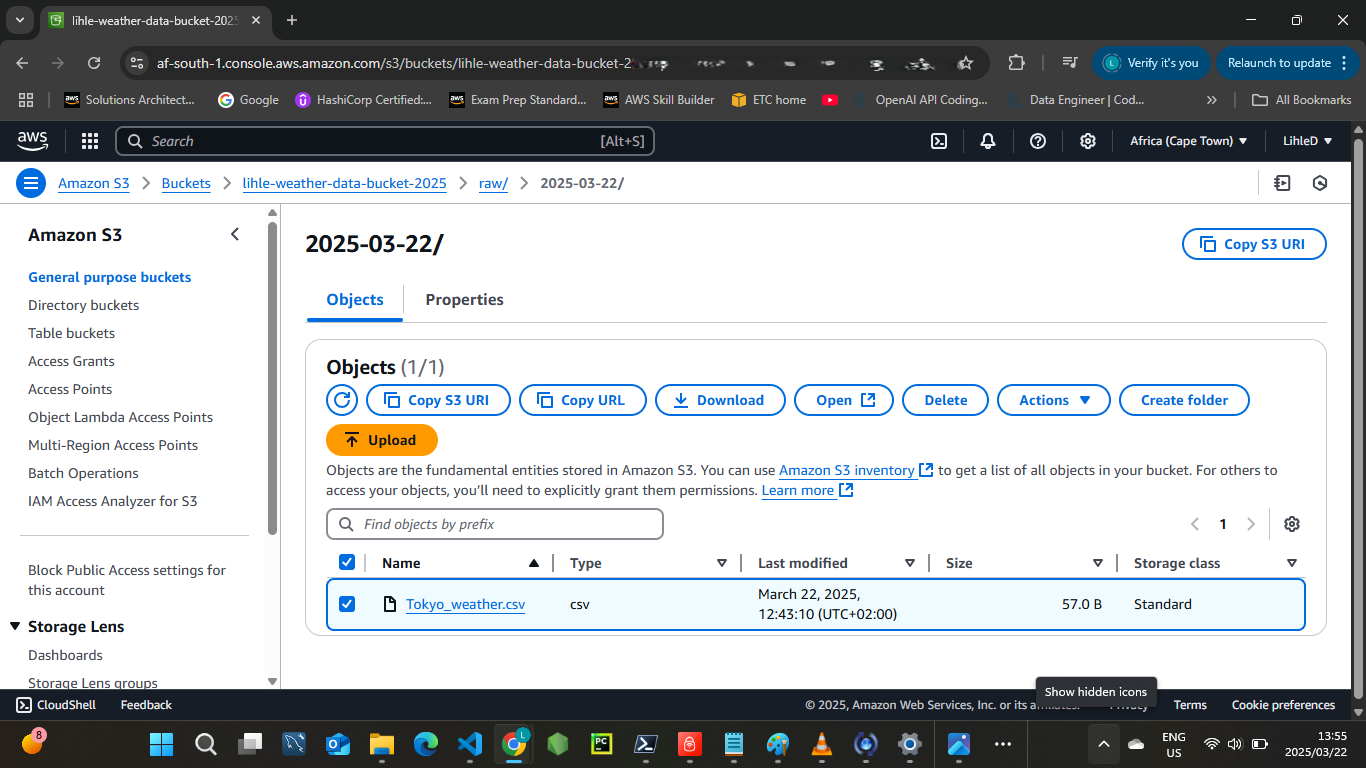 lihle-weather-data-bucket-2025
af-south-1.console.aws.amazon.com/s3/buckets/lihle-weather-data-bucket-2
L
Verify it's you
Relaunch to update
aws Solutions Architect...
Google
HashiCorp Certified:...
aws Exam Prep Standard...
aws AWS Skill Builder
ETC home
OpenAI API Coding...
Data Engineer | Cod...
»
All Bookmarks
aws
Search
[Alt+S]
Africa (Cape Town)
LihleD
Amazon S3
Buckets
lihle-weather-data-bucket-2025
raw/
2025-03-22/
Amazon S3
General purpose buckets
Directory buckets
Table buckets
Access Grants
Access Points
Object Lambda Access Points
Multi-Region Access Points
Batch Operations
IAM Access Analyzer for S3
Block Public Access settings for
this account
Storage Lens
Dashboards
Storage Lens groups
2025-03-22/
Copy S3 URI
Objects
Properties
Objects (1/1)
Copy S3 URI
Copy URL
Download
Open
Delete
Actions
Create folder
Upload
Objects are the fundamental entities stored in Amazon S3. You can use Amazon S3 inventory to get a list of all objects in your bucket. For others to
access your objects, you'll need to explicitly grant them permissions. Learn more
Find objects by prefix
1
Name
Type
Last modified
Size
Storage class
Tokyo_weather.csv
csv
March 22, 2025,
12:43:10 (UTC+02:00)
57.0 B
Standard
Show hidden icons
CloudShell
Feedback
© 2025, Amazon Web Services, Inc. or its affiliates.
Privacy
Terms
Cookie preferences
8
L
PC
ENG
US
13:55
2025/03/22